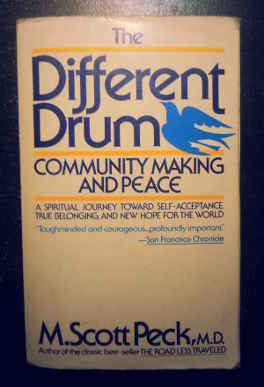 The
Different
Drum
COMMUNITY MAKING
AND PEACE
A SPIRITUAL JOURNEY TOWARD SELF-ACCEPTANCE,
TRUE BELONGING, AND NEW HOPE FOR THE WORLD
"Toughminded and courageous...profoundly important."
—San Francisco Chronicle
M.Scott Peck, M.D.
Author of the classic best-seller THE ROAD LESS TRAVELED